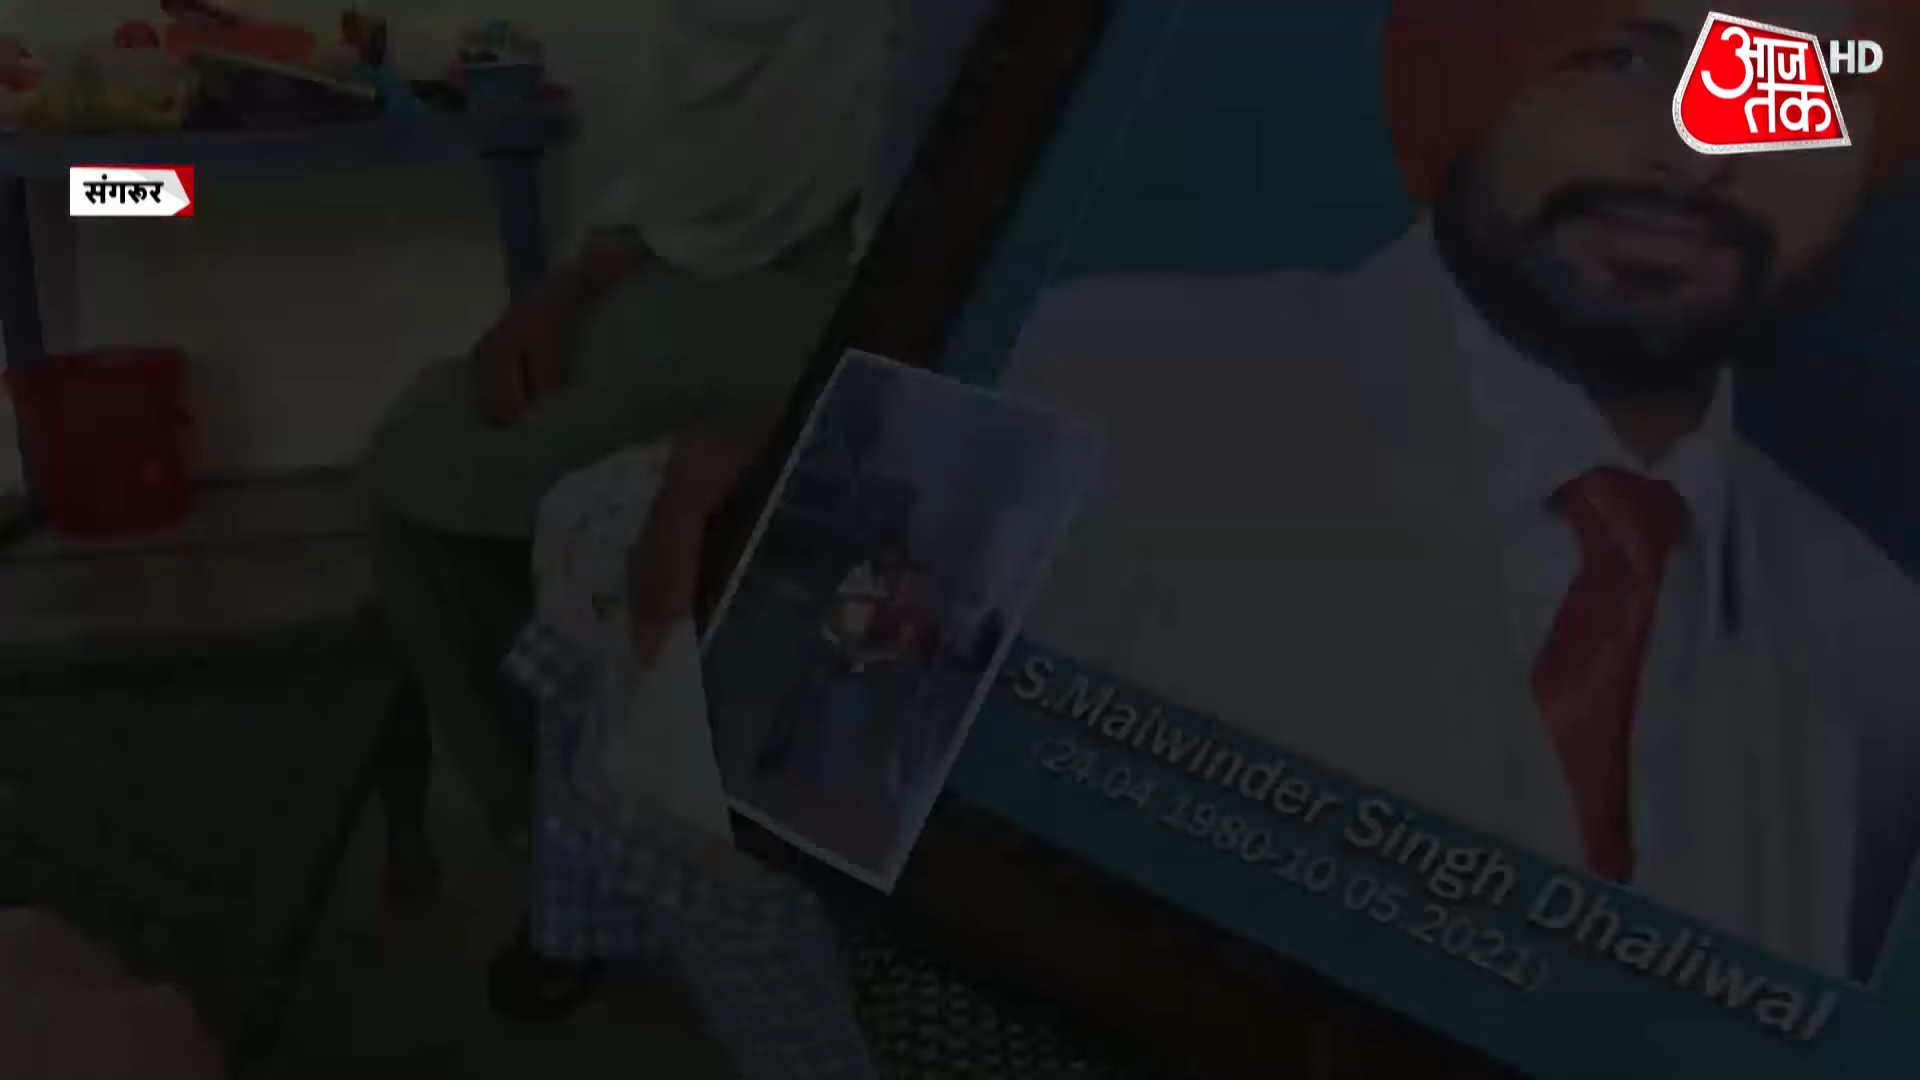 आज
तक
HD
संगरूर
S.Malwinder Singh Dhaliwal
(24.04.1980-10.05.2021)